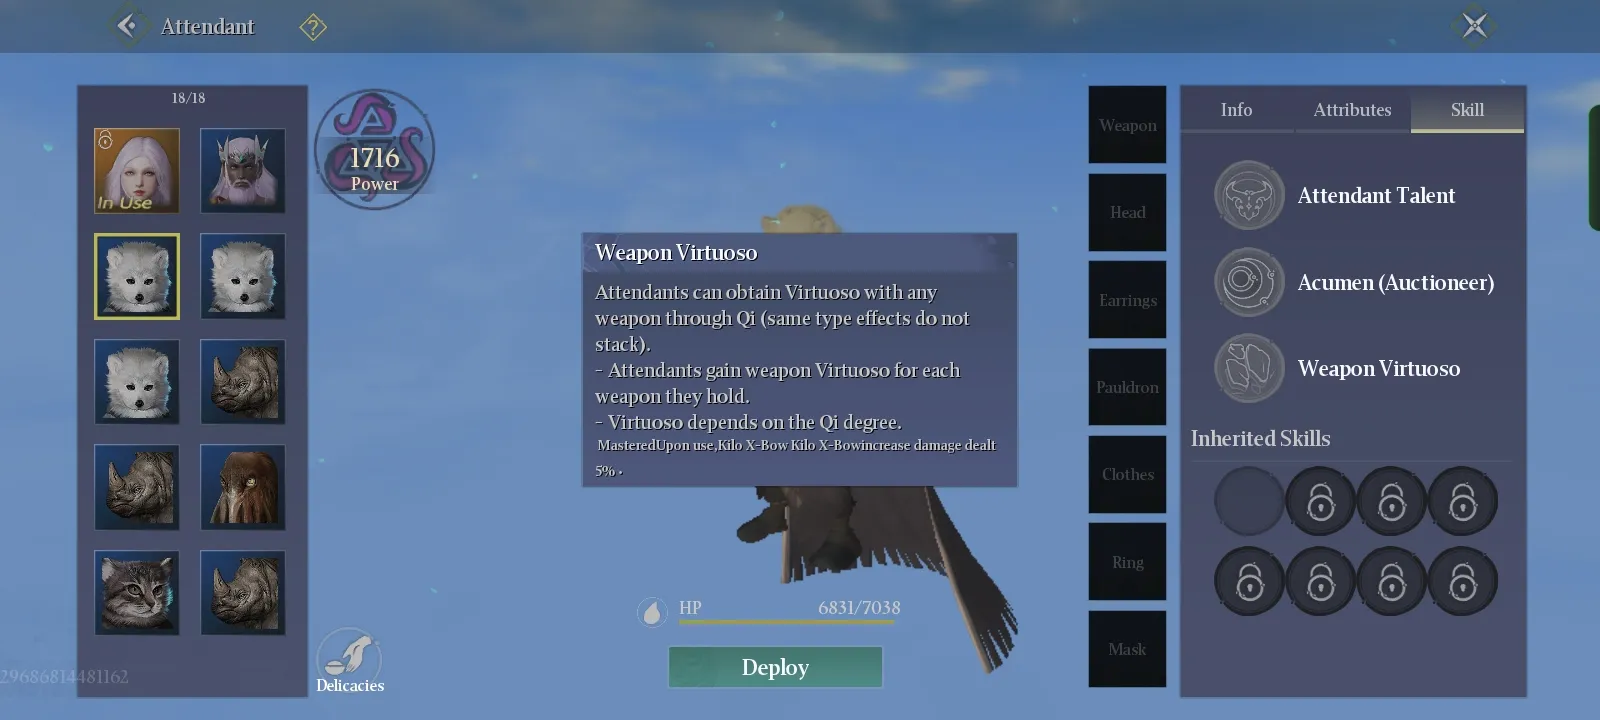 Attendant
?
18/18
In Use
1716
Power
Weapon
Head
Earrings
Pauldron
Clothes
Ring
Mask
Info
Attributes
Skill
Attendant Talent
Acumen (Auctioneer)
Weapon Virtuoso
Inherited Skills
Weapon Virtuoso
Attendants can obtain Virtuoso with any
weapon through Qi (same type effects do not
stack).
- Attendants gain weapon Virtuoso for each
weapon they hold.
- Virtuoso depends on the Qi degree.
MasteredUpon use,Kilo X-Bow Kilo X-Bowincrease damage dealt
5% .
HP
6831/7038
Deploy
Delicacies
29686814481162